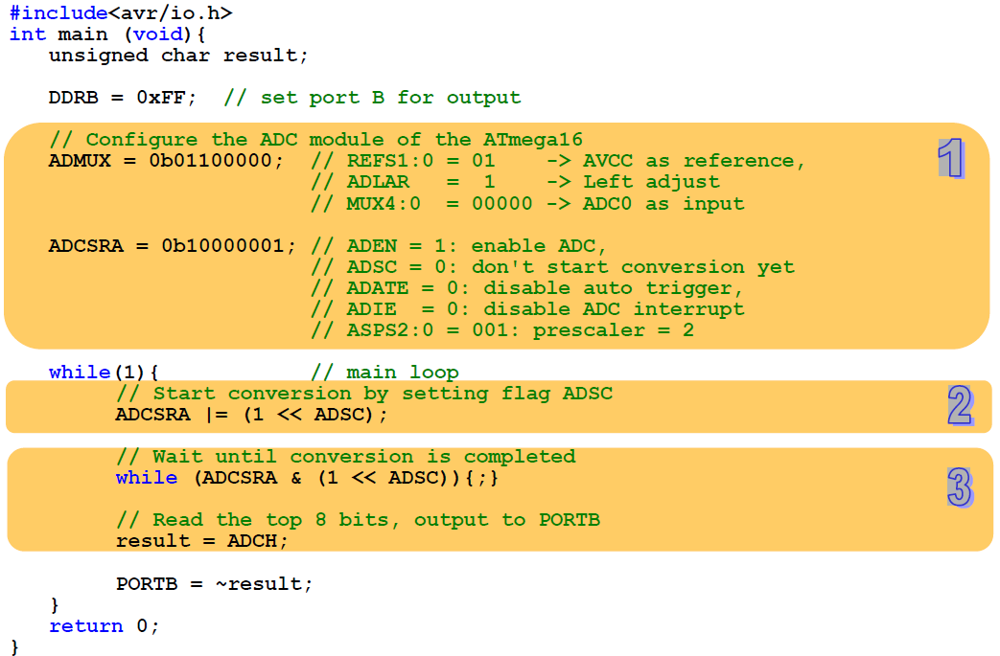 #include<avr/io.h>
int main (void){
unsigned char result;
DDRB = 0xFF; // set port B for output
// Configure the ADC module of the ATmega16
ADMUX = 0b01100000; // REFS1:0 = 01 -> AVCC as reference,
// ADLAR = 1 -> Left adjust
// MUX4:0 = 00000 -> ADC0 as input
1
ADCSRA = 0b10000001; // ADEN = 1: enable ADC,
// ADSC = 0: don't start conversion yet
// ADATE = 0: disable auto trigger,
// ADIE = 0: disable ADC interrupt
// ASPS2:0 = 001: prescaler = 2
while(1){ // main loop
// Start conversion by setting flag ADSC
ADCSRA |= (1 << ADSC);
2
// Wait until conversion is completed
while (ADCSRA & (1 << ADSC)){;}
3
// Read the top 8 bits, output to PORTB
result = ADCH;
PORTB = ~result;
}
return 0;
}